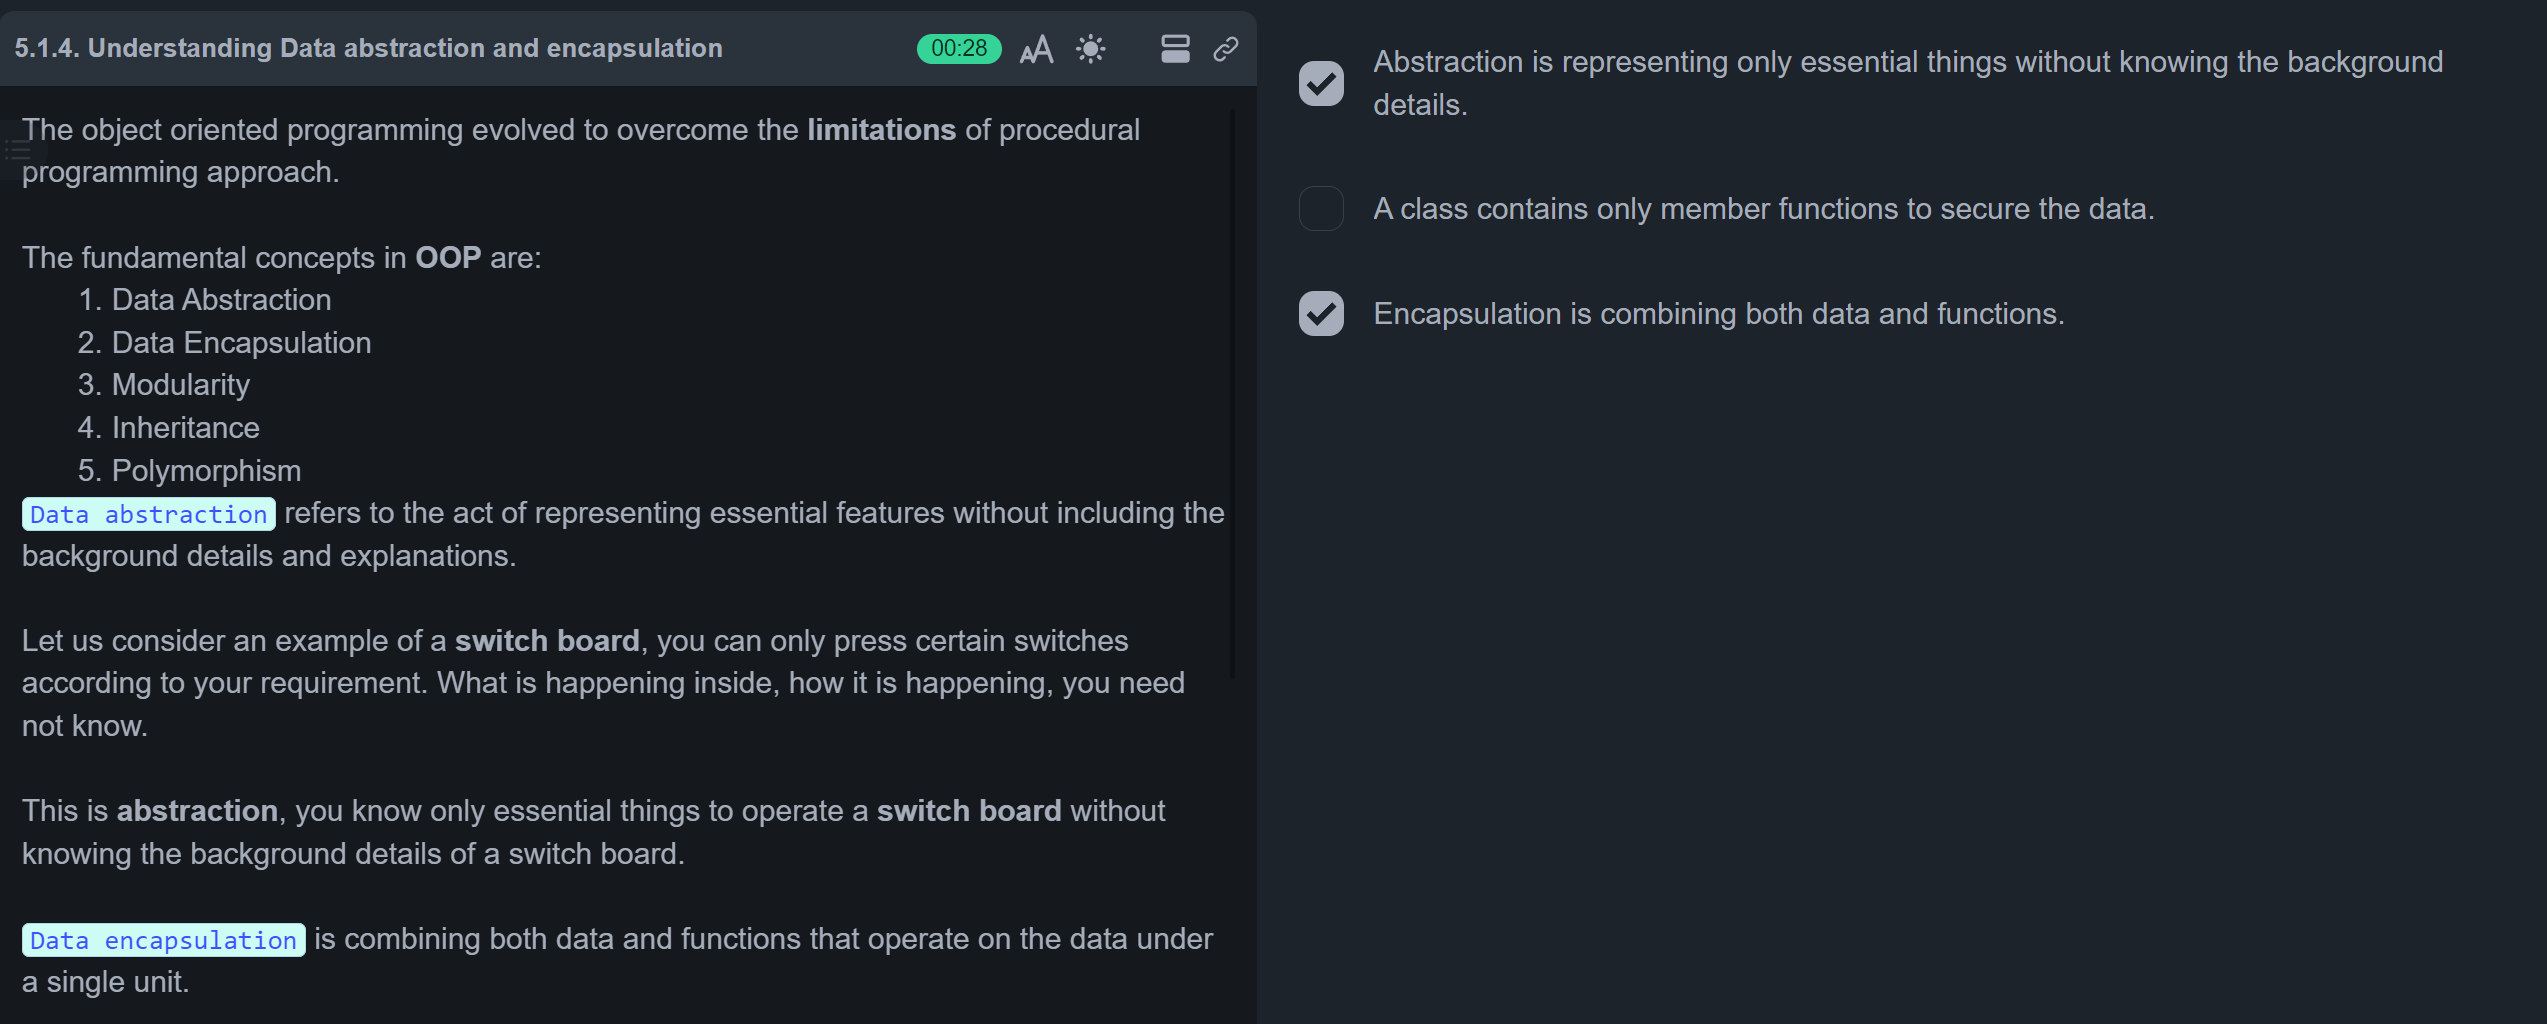 5.1.4. Understanding Data abstraction and encapsulation
00:28
The object oriented programming evolved to overcome the limitations of procedural
programming approach.
The fundamental concepts in OOP are:
1. Data Abstraction
2. Data Encapsulation
3. Modularity
4. Inheritance
5. Polymorphism
Data abstraction refers to the act of representing essential features without including the
background details and explanations.
Let us consider an example of a switch board, you can only press certain switches
according to your requirement. What is happening inside, how it is happening, you need
not know.
This is abstraction, you know only essential things to operate a switch board without
knowing the background details of a switch board.
Data encapsulation is combining both data and functions that operate on the data under
a single unit.
Abstraction is representing only essential things without knowing the background
details.
A class contains only member functions to secure the data.
Encapsulation is combining both data and functions.